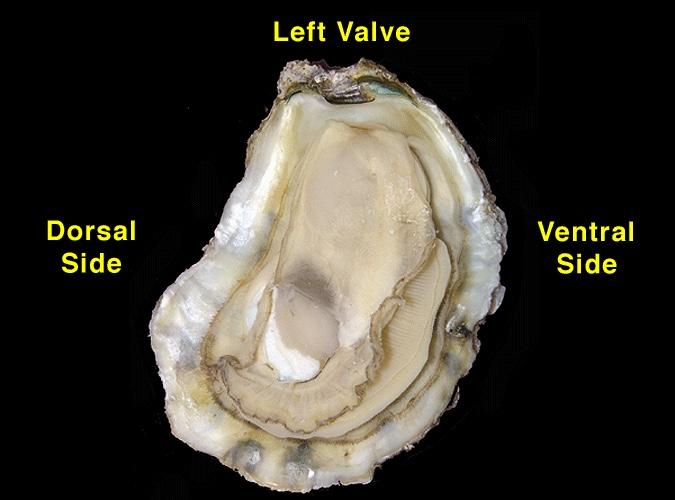 Left Valve
Dorsal
Side
Ventral
Side